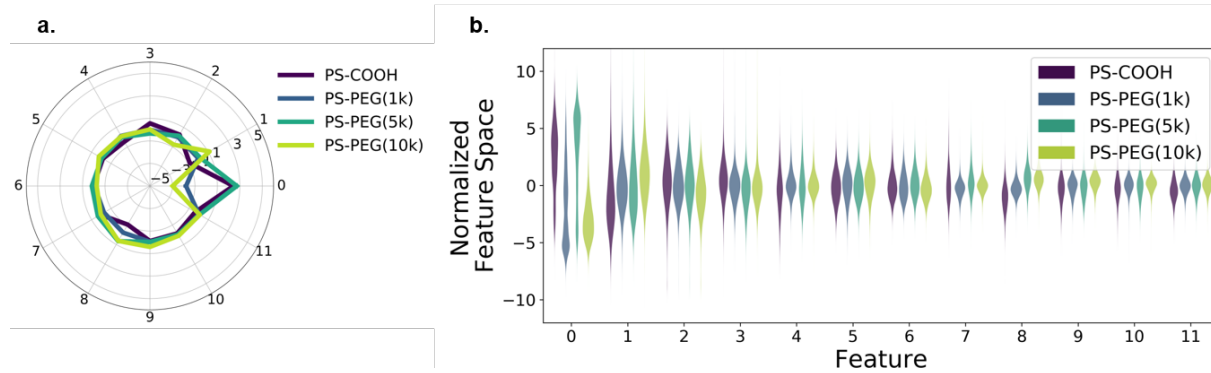 a.
3
4
2
5
1
5
3
1
−3
−5
6
0
7
11
8
10
9
PS-COOH
PS-PEG(1k)
PS-PEG(5k)
PS-PEG(10k)
b.
Normalized
Feature Space
10
5
0
−5
−10
PS-COOH
PS-PEG(1k)
PS-PEG(5k)
PS-PEG(10k)
0 1 2 3 4 5 6 7 8 9 10 11
Feature